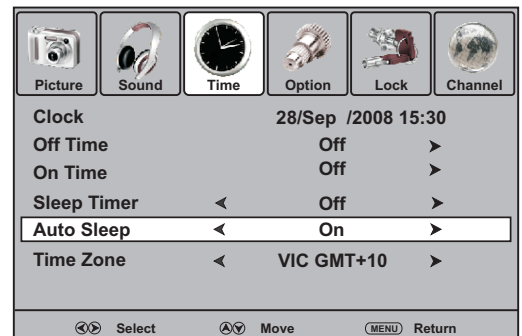 Picture Sound Time Option Lock Channel
Clock 28/Sep /2008 15:30
Off Time Off
On Time Off
Sleep Timer Off
Auto Sleep On
Time Zone VIC GMT+10
Select Move MENU Return